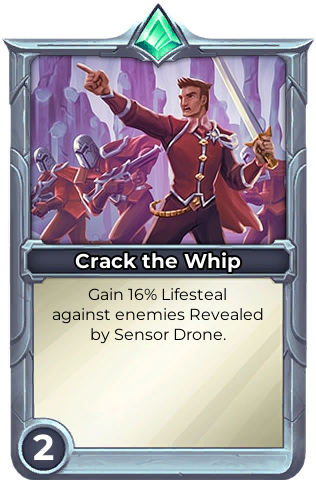 Crack the Whip
Gain 16% Lifesteal
against enemies Revealed
by Sensor Drone.
2